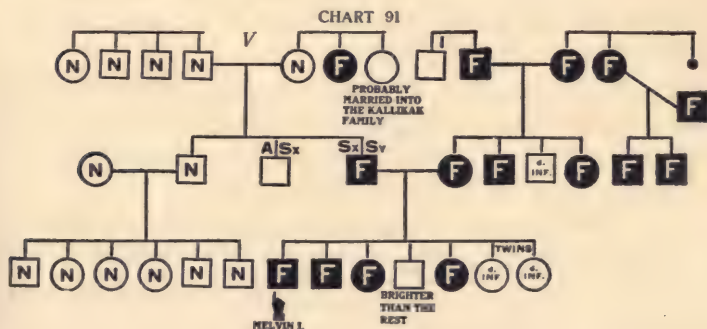 CHART 91
N N N N V N F I F F F
PROBABLY
MARRIED INTO
THE KALLIKAK
FAMILY
F
A Sx Sx Sy
N N F F F d. INF. F F F
TWINS
N N N N N N F F F F d. INF. d. INF.
BRIGHTER
THAN THE
REST
MELVIN I.